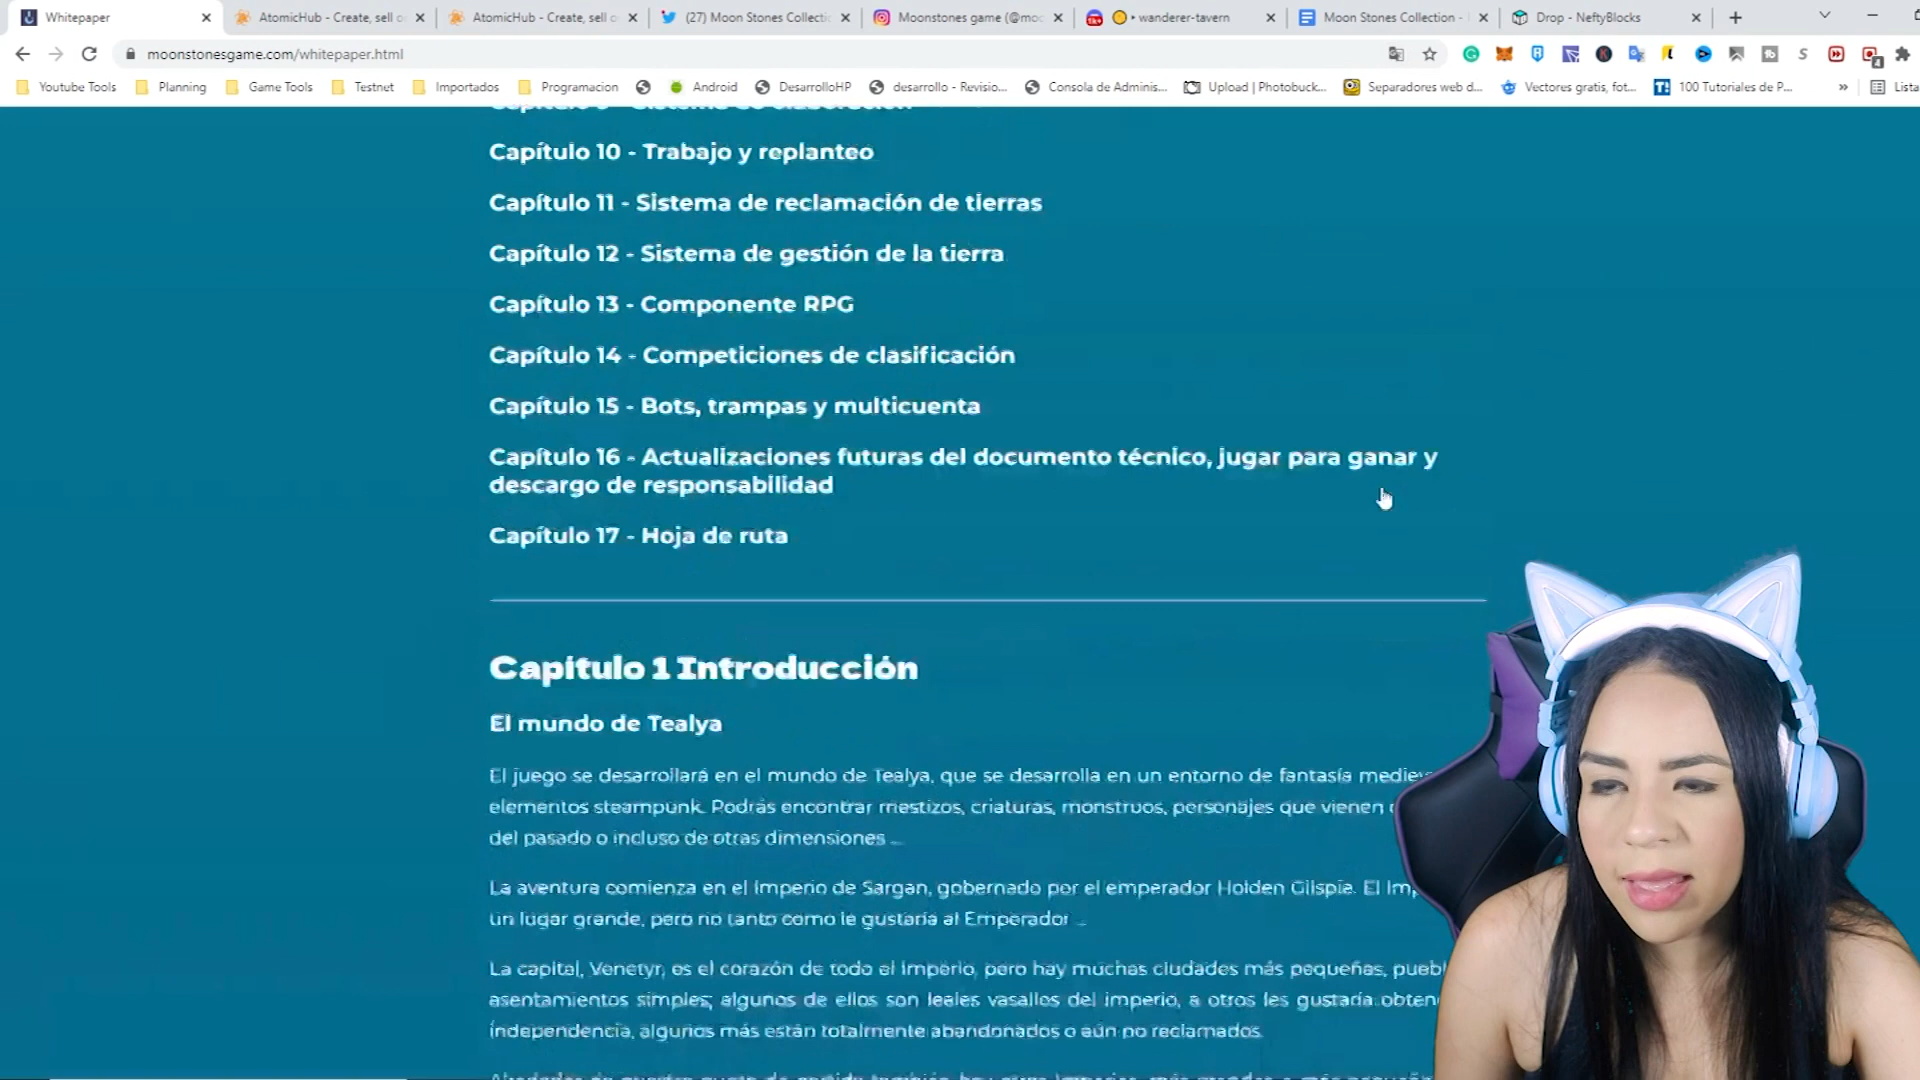 Whitepaper
AtomicHub - Create, sell o
AtomicHub - Create, sell o
(27) Moon Stones Collectic
Moonstones game (@moo
• wanderer-tavern
Moon Stones Collection -
Drop - NeftyBlocks
moonstonesgame.com/whitepaper.html
Youtube Tools
Planning
Game Tools
Testnet
Importados
Programacion
Android
DesarrolloHP
desarrollo - Revisio...
Consola de Adminis...
Upload | Photobuck...
Separadores web d...
Vectores gratis, fot...
100 Tutoriales de P...
»
Lista
Capítulo 10 - Trabajo y replanteo
Capítulo 11 - Sistema de reclamación de tierras
Capítulo 12 - Sistema de gestión de la tierra
Capítulo 13 - Componente RPG
Capítulo 14 - Competiciones de clasificación
Capítulo 15 - Bots, trampas y multicuenta
Capítulo 16 - Actualizaciones futuras del documento técnico, jugar para ganar y
descargo de responsabilidad
Capítulo 17 - Hoja de ruta
Capítulo 1 Introducción
El mundo de Tealya
El juego se desarrollará en el mundo de Tealya, que se desarrolla en un entorno de fantasía mediev
elementos steampunk. Podrás encontrar mestizos, criaturas, monstruos, personajes que vienen
del pasado o incluso de otras dimensiones ...
La aventura comienza en el Imperio de Sargan, gobernado por el emperador Holden Gilspie. El Imp
un lugar grande, pero no tanto como le gustaría al Emperador ...
La capital, Venetyr, es el corazón de todo el Imperio, pero hay muchas ciudades más pequeñas, puebl
asentamientos simples; algunos de ellos son leales vasallos del imperio, a otros les gustaría obten
independencia, algunos más están totalmente abandonados o aún no reclamados.